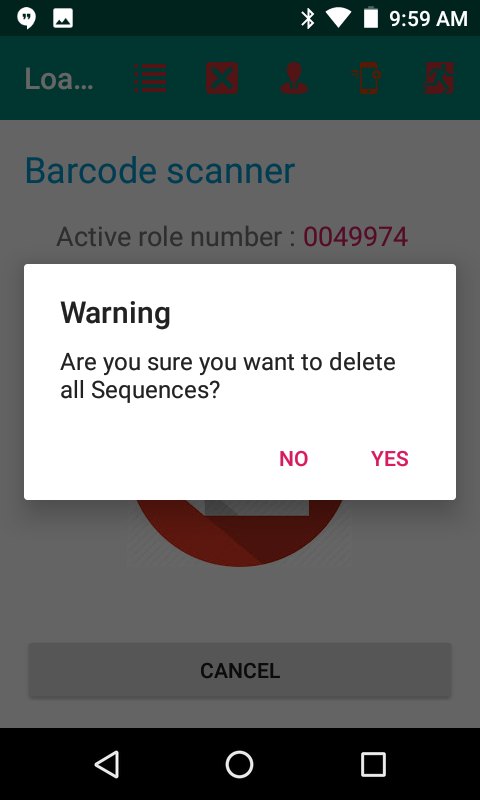 9:59 AM
Loa...
Barcode scanner
Active role number : 0049974
Warning
Are you sure you want to delete
all Sequences?
NO YES
CANCEL